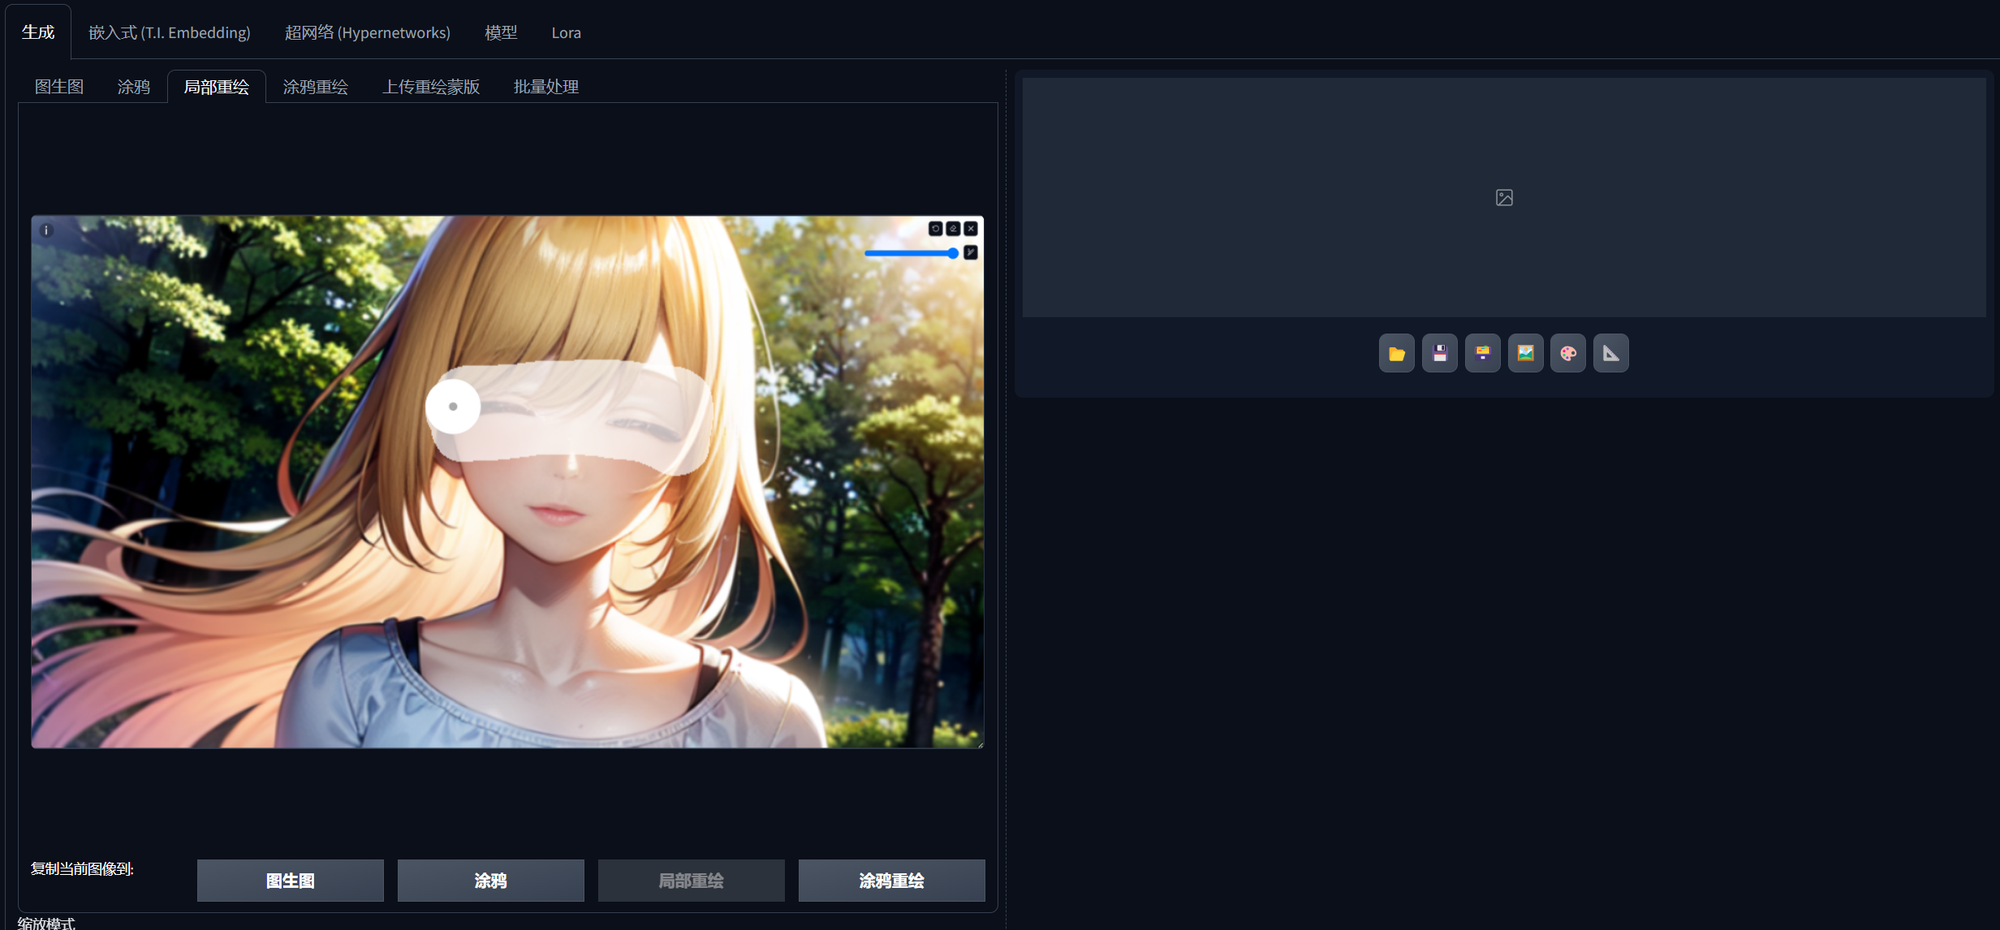 生成 嵌入式 (T.I. Embedding) 超网络 (Hypernetworks) 模型 Lora
图生图 涂鸦 局部重绘 涂鸦重绘 上传重绘蒙版 批量处理
复制当前图像到: 图生图 涂鸦 局部重绘 涂鸦重绘
缩放模式